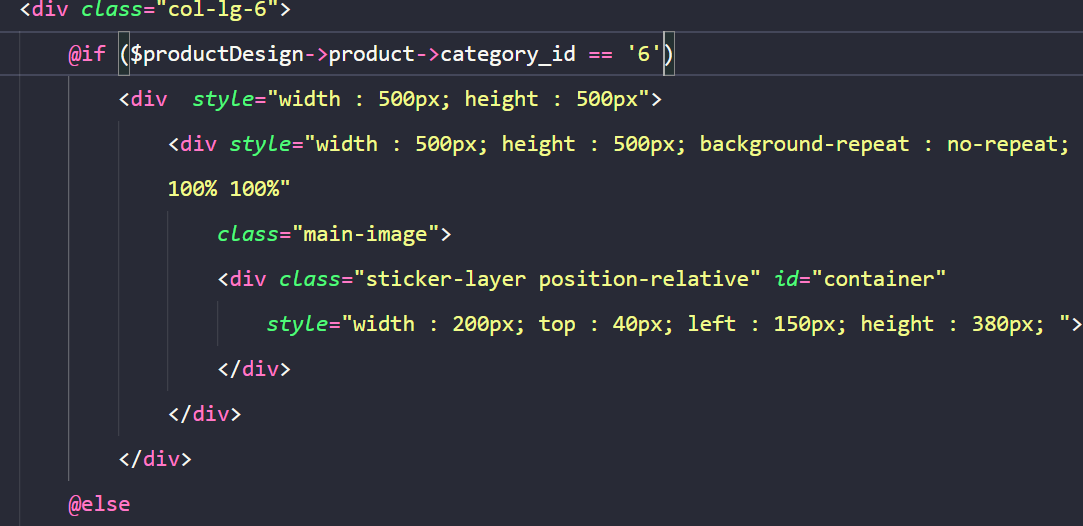 <div class="col-lg-6">
@if ($productDesign->product->category_id == '6')
<div  style="width : 500px; height : 500px">
<div style="width : 500px; height : 500px; background-repeat : no-repeat;
100% 100%"
class="main-image">
<div class="sticker-layer position-relative" id="container"
style="width : 200px; top : 40px; left : 150px; height : 380px; ">
</div>
</div>
</div>
@else